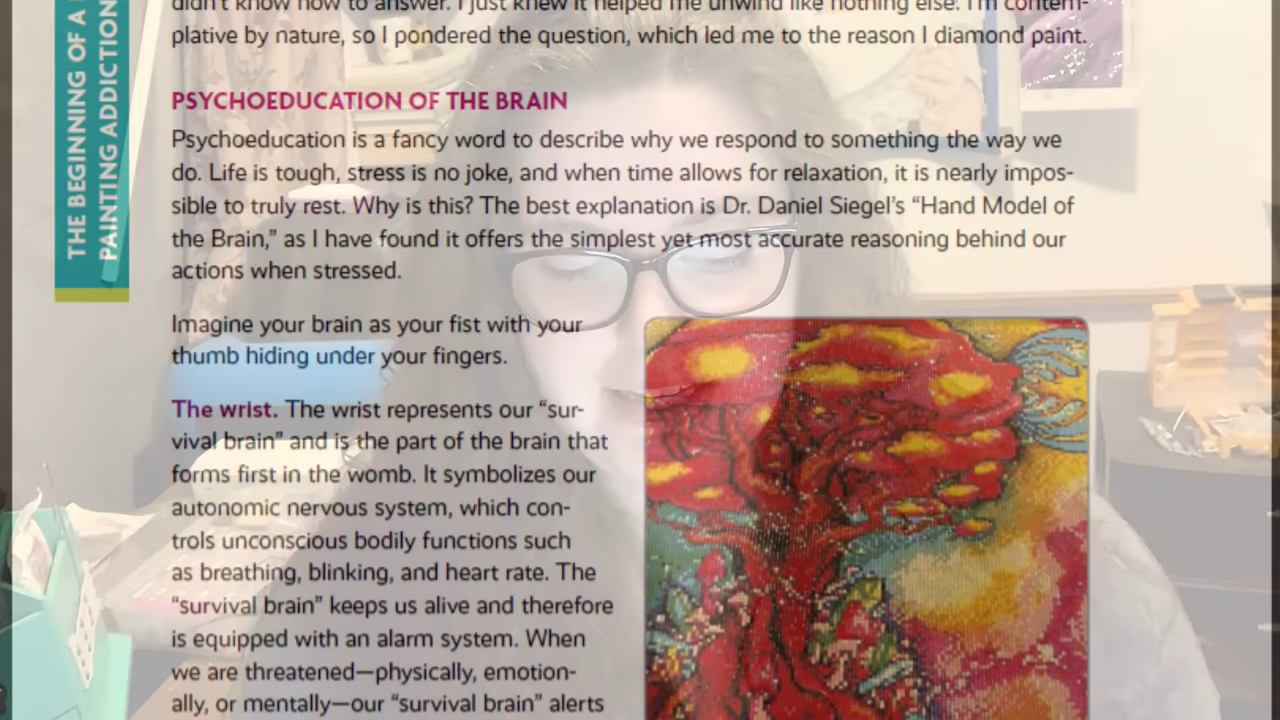 didn't know how to answer. I just knew it helped me unwind like nothing else. I'm contem-
plative by nature, so I pondered the question, which led me to the reason I diamond paint.
THE BEGINNING OF A
PAINTING ADDICTION
PSYCHOEDUCATION OF THE BRAIN
Psychoeducation is a fancy word to describe why we respond to something the way we
do. Life is tough, stress is no joke, and when time allows for relaxation, it is nearly impos-
sible to truly rest. Why is this? The best explanation is Dr. Daniel Siegel's “Hand Model of
the Brain,” as I have found it offers the simplest yet most accurate reasoning behind our
actions when stressed.
Imagine your brain as your fist with your
thumb hiding under your fingers.
The wrist. The wrist represents our “sur-
vival brain” and is the part of the brain that
forms first in the womb. It symbolizes our
autonomic nervous system, which con-
trols unconscious bodily functions such
as breathing, blinking, and heart rate. The
“survival brain” keeps us alive and therefore
is equipped with an alarm system. When
we are threatened—physically, emotion-
ally, or mentally—our “survival brain” alerts